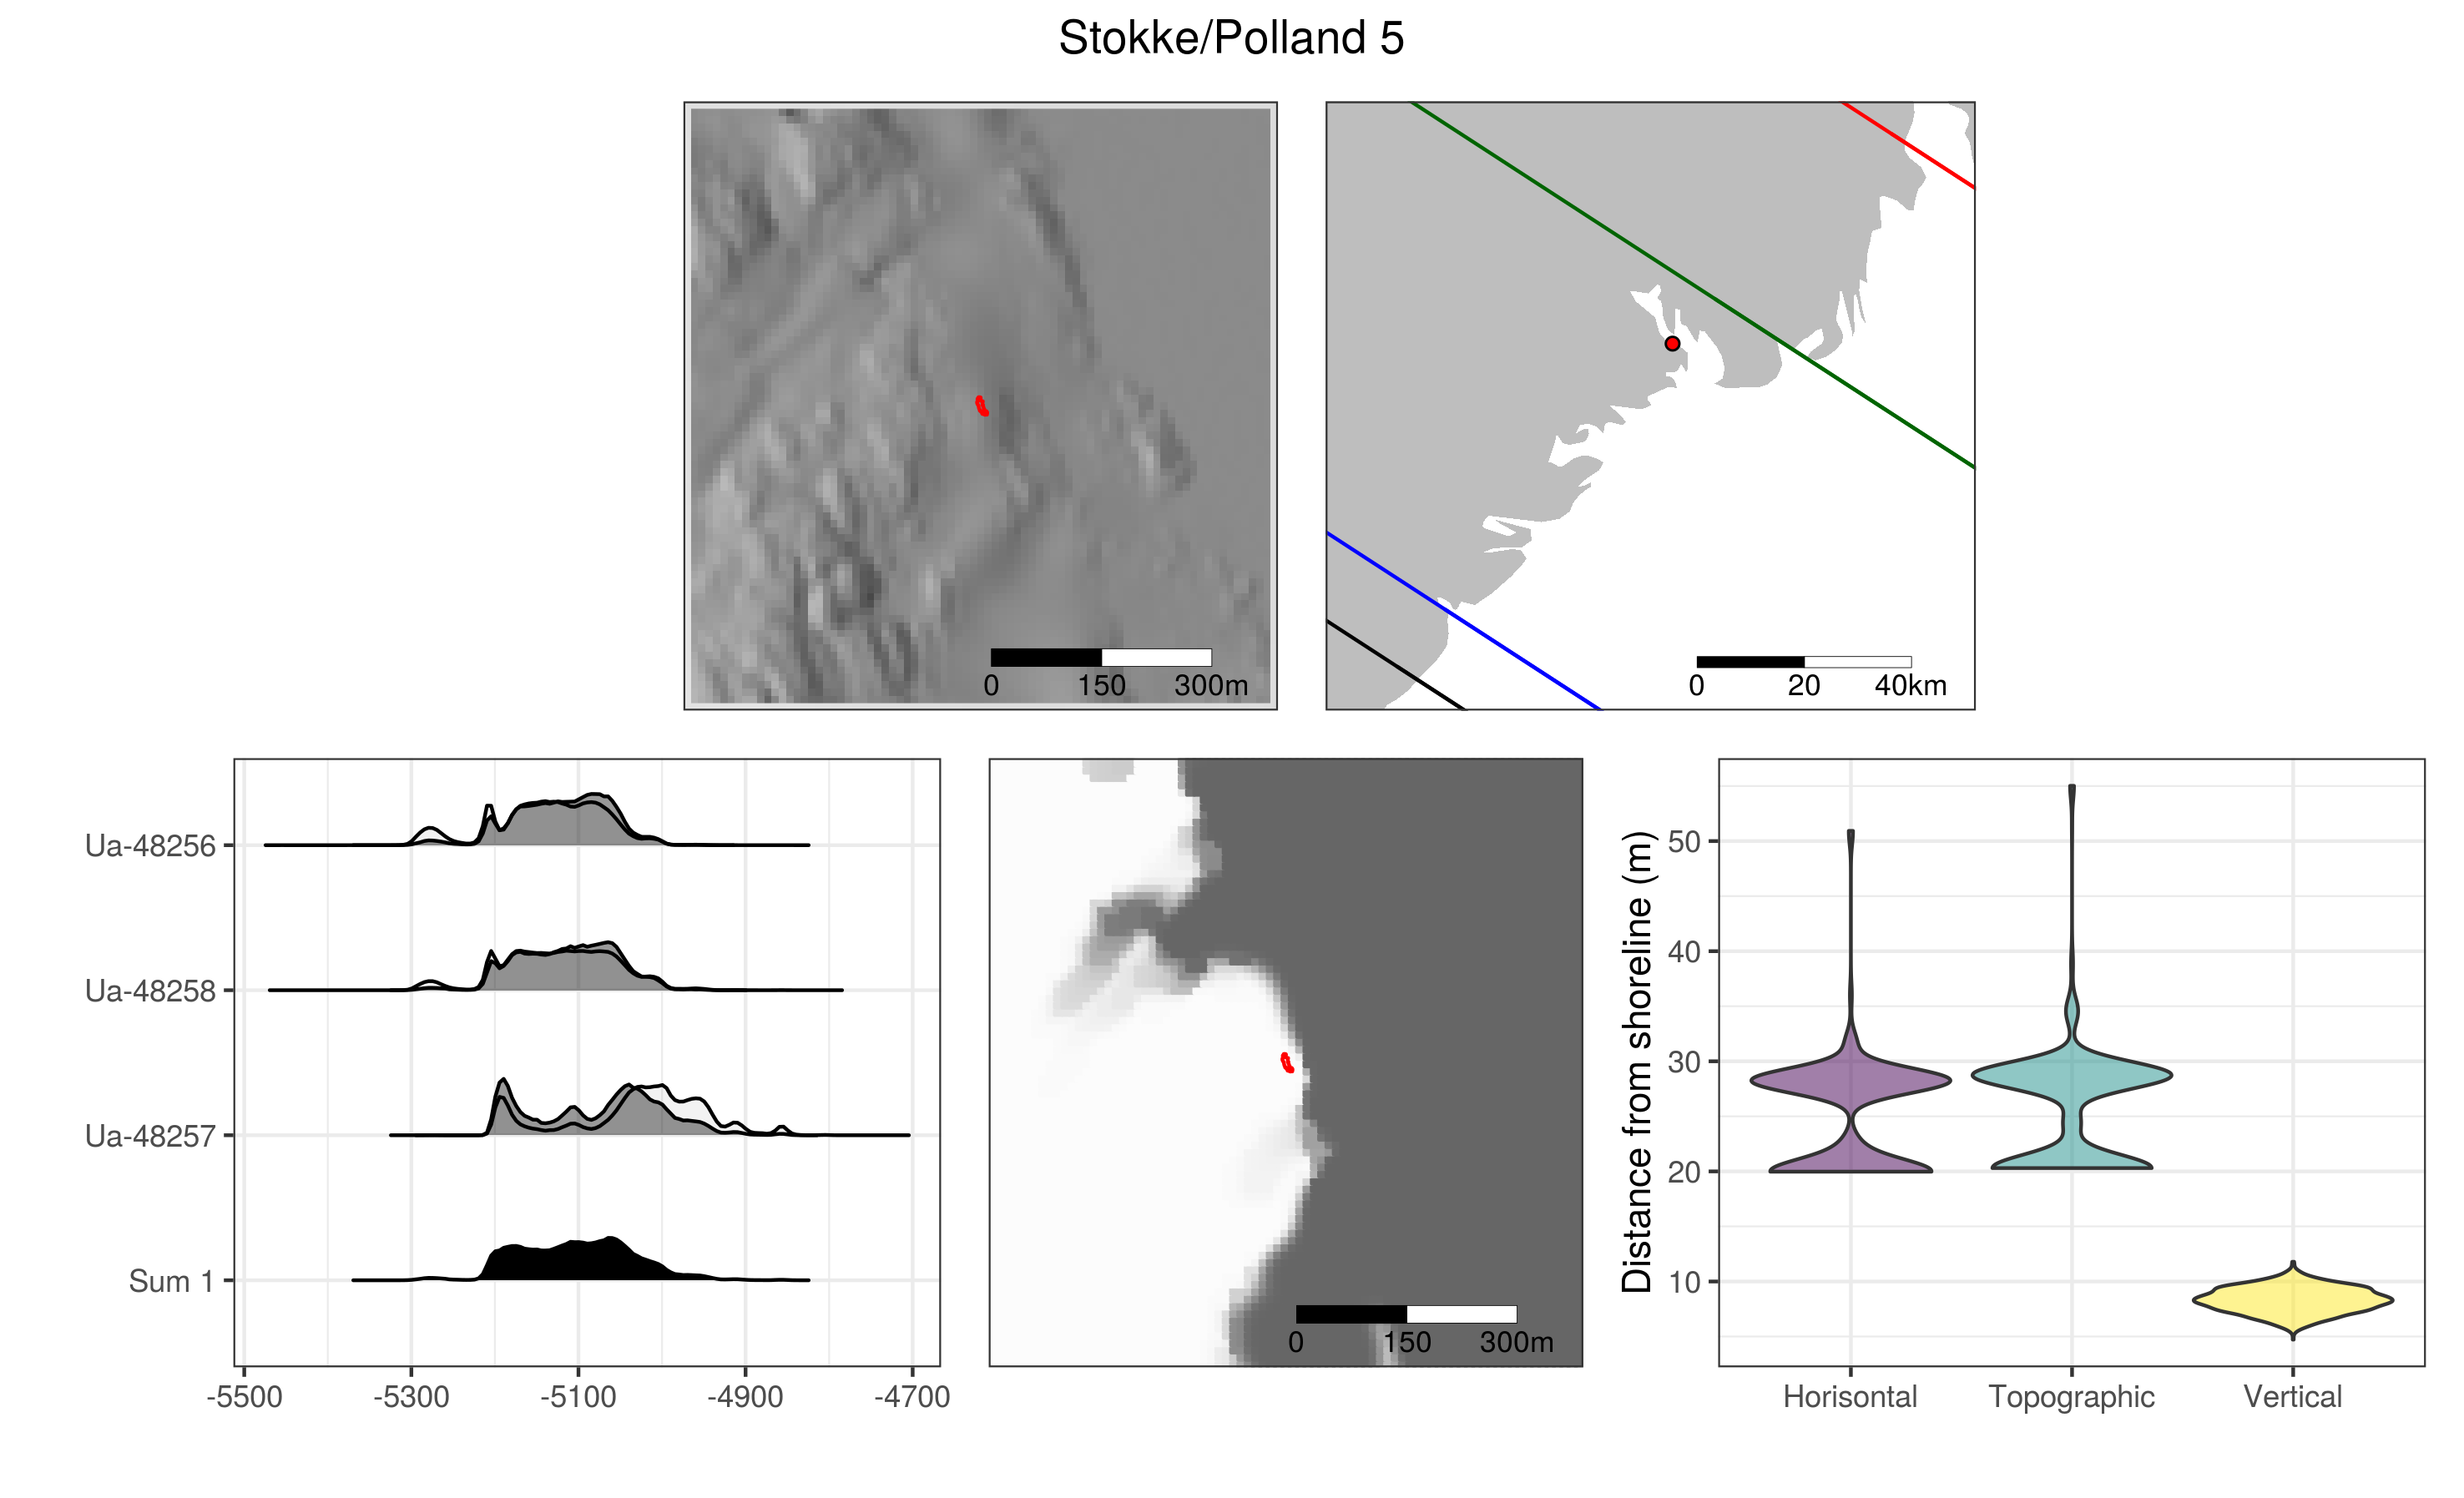 Stokke/Polland 5
0 150 300m
0 20 40km
Ua-48256
Ua-48258
Ua-48257
Sum 1
-5500 -5300 -5100 -4900 -4700
0 150 300m
Distance from shoreline (m)
50
40
30
20
10
Horisontal Topographic Vertical